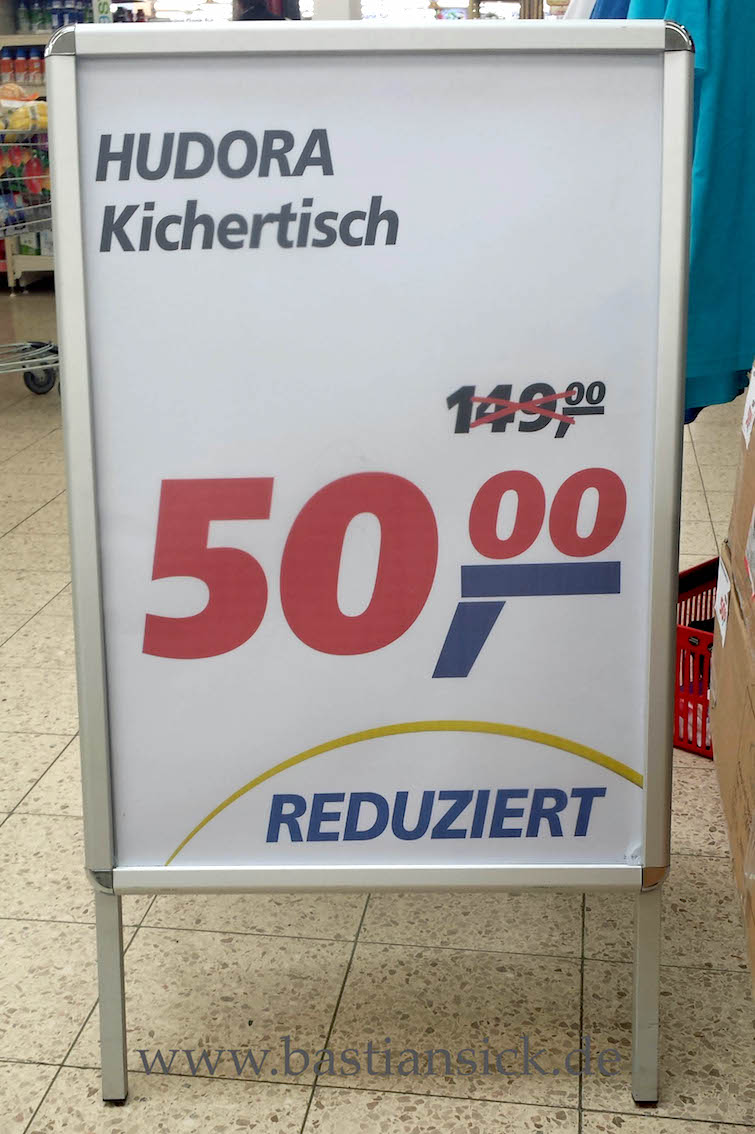 HUDORA
Kichertisch
149,00
50,00
REDUZIERT
www.bastiansick.de